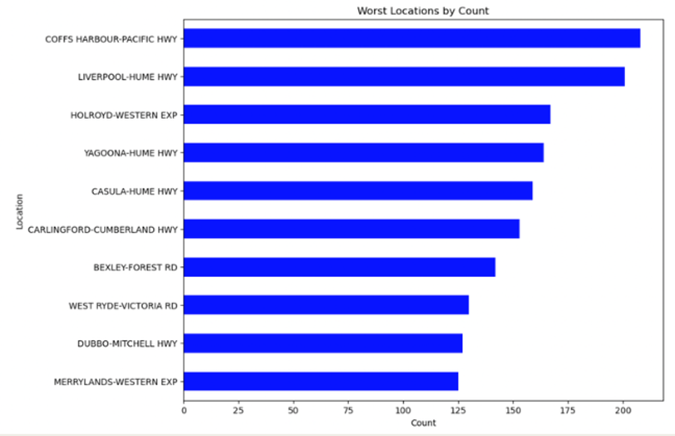 Worst Locations by Count
COFFS HARBOUR-PACIFIC HWY
LIVERPOOL-HUME HWY
HOLROYD-WESTERN EXP
YAGOONA-HUME HWY
CASULA-HUME HWY
CARLINGFORD-CUMBERLAND HWY
BEXLEY-FOREST RD
WEST RYDE-VICTORIA RD
DUBBO-MITCHELL HWY
MERRYLANDS-WESTERN EXP
Location
0 25 50 75 100 125 150 175 200
Count